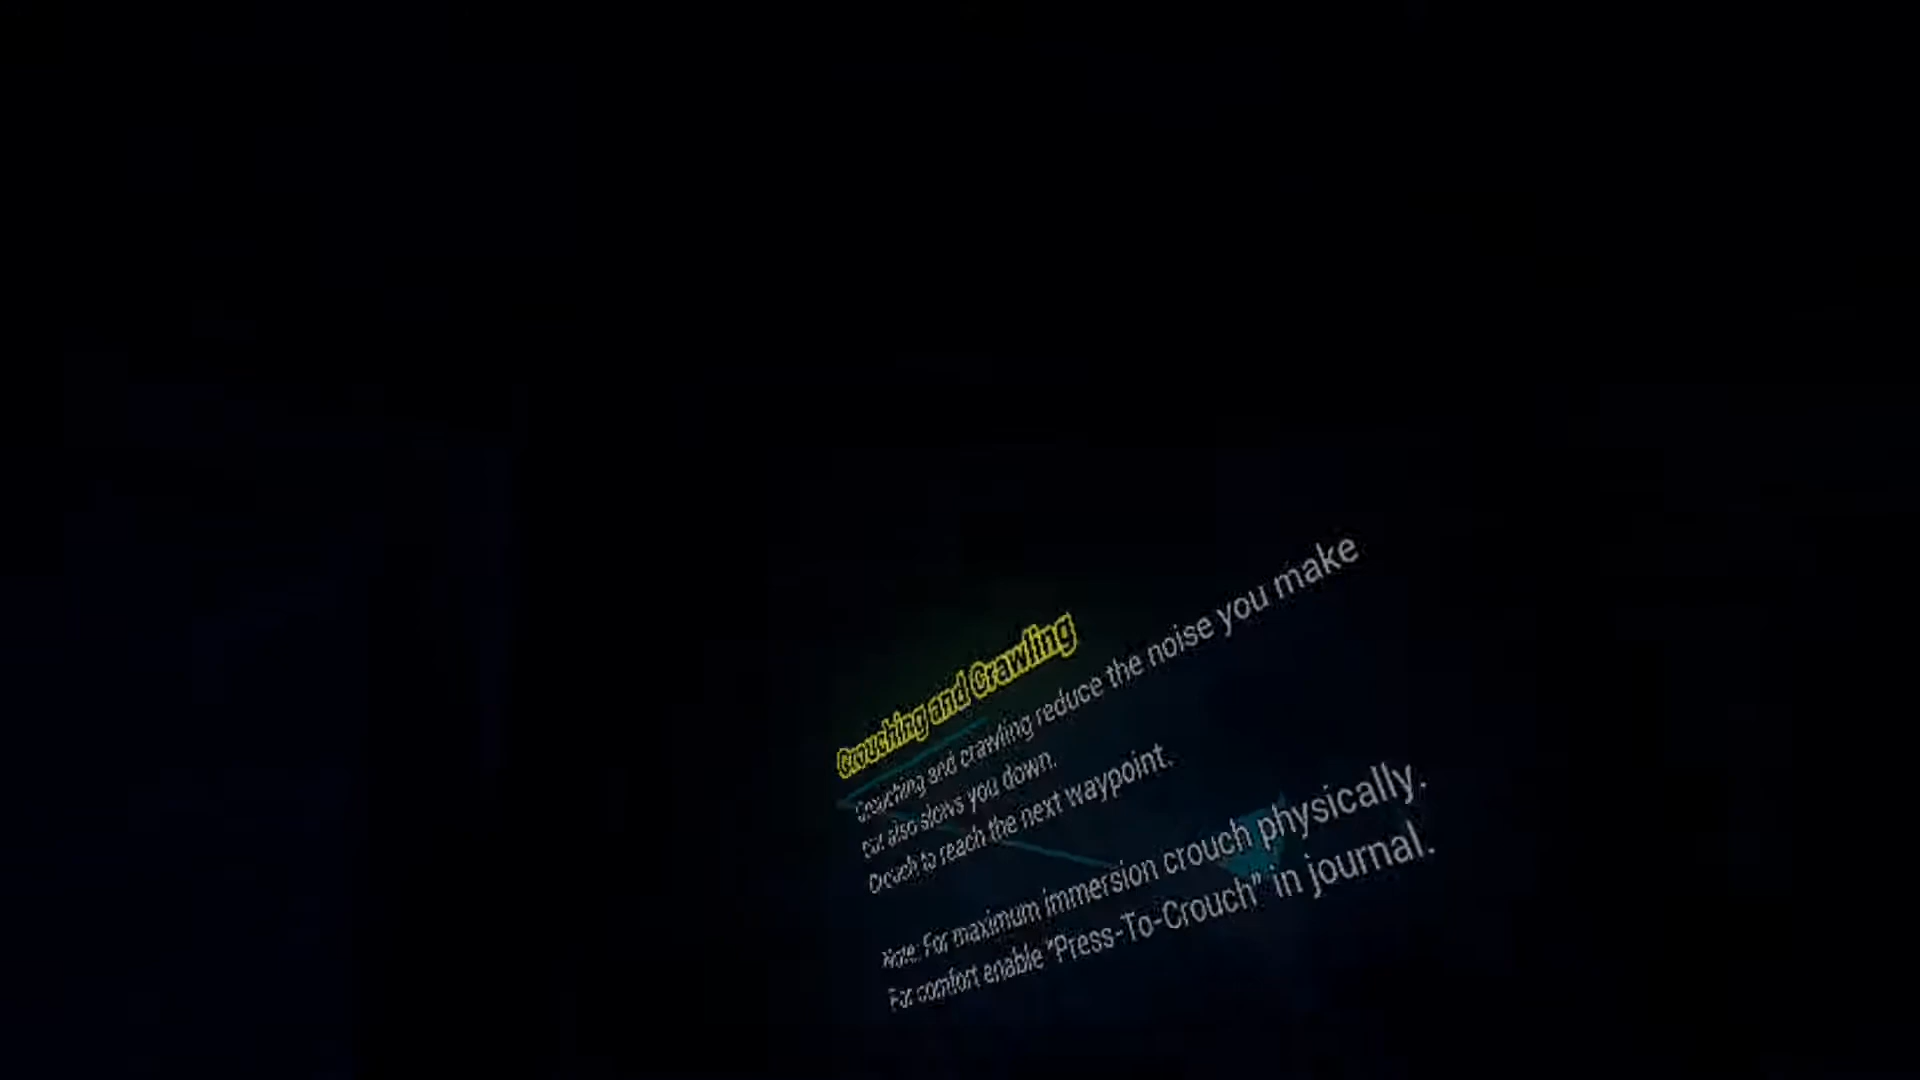 Crouching and Crawling
Crouching and crawling reduce the noise you make
but also slows you down.
Crouch to reach the next waypoint.
Note: For maximum immersion crouch physically.
For comfort enable "Press-To-Crouch" in journal.